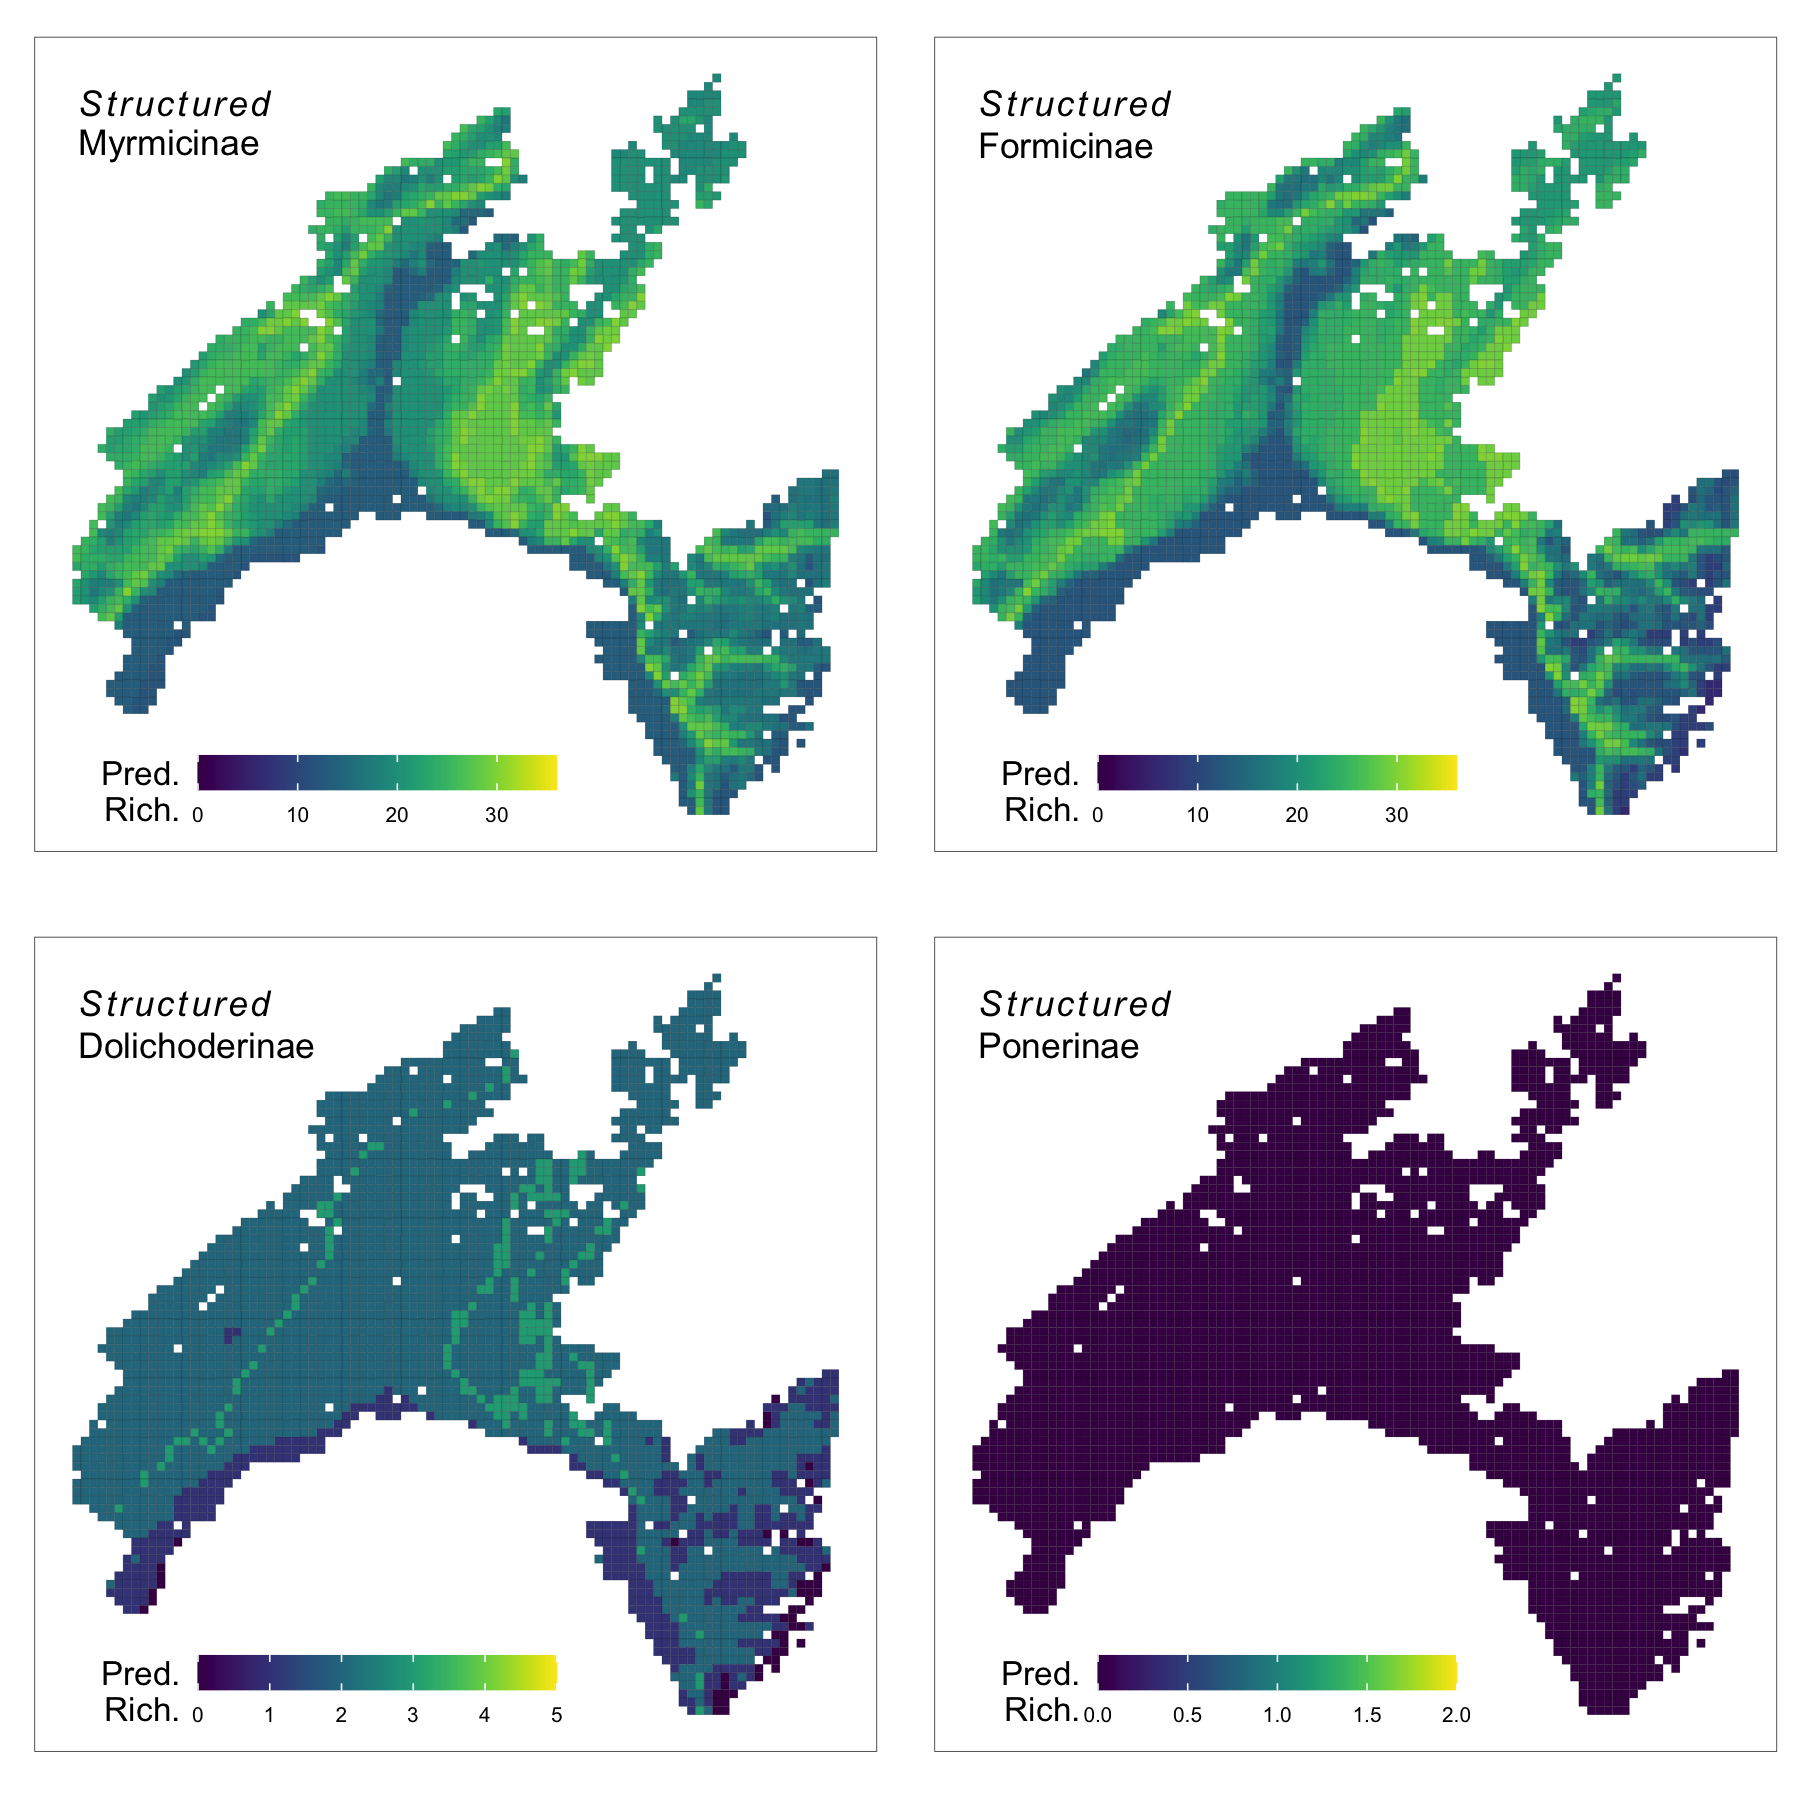 Structured
Myrmicinae
Pred.
Rich.
0 10 20 30
Structured
Formicinae
Pred.
Rich.
0 10 20 30
Structured
Dolichoderinae
Pred.
Rich.
0 1 2 3 4 5
Structured
Ponerinae
Pred.
Rich.
0.0 0.5 1.0 1.5 2.0